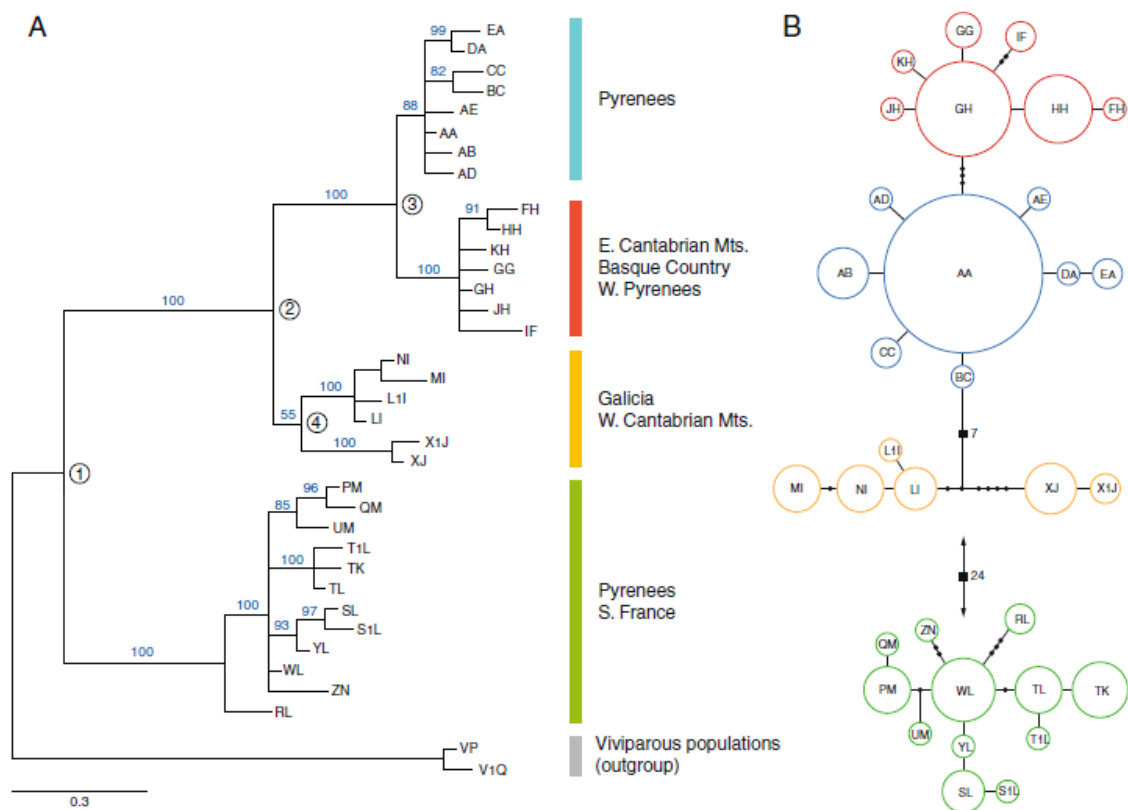 A
B
99
EA
DA
82
CC
BC
88
AE
AA
AB
AD
Pyrenees
100
3
91
FH
HH
KH
100
GG
GH
JH
IF
E. Cantabrian Mts.
Basque Country
W. Pyrenees
100
2
NI
100
MI
L1I
LI
55
4
100
X1J
XJ
Galicia
W. Cantabrian Mts.
1
96
PM
85
QM
UM
T1L
100
TK
TL
100
97
SL
93
S1L
YL
WL
100
ZN
RL
Pyrenees
S. France
VP
V1Q
Viviparous populations
(outgroup)
0.3
GG
IF
KH
JH
GH
HH
FH
AD
AE
AB
AA
DA
EA
CC
BC
7
L1I
MI
NI
LI
XJ
X1J
24
ZN
RL
QM
PM
WL
TL
TK
UM
T1L
YL
SL
S1L